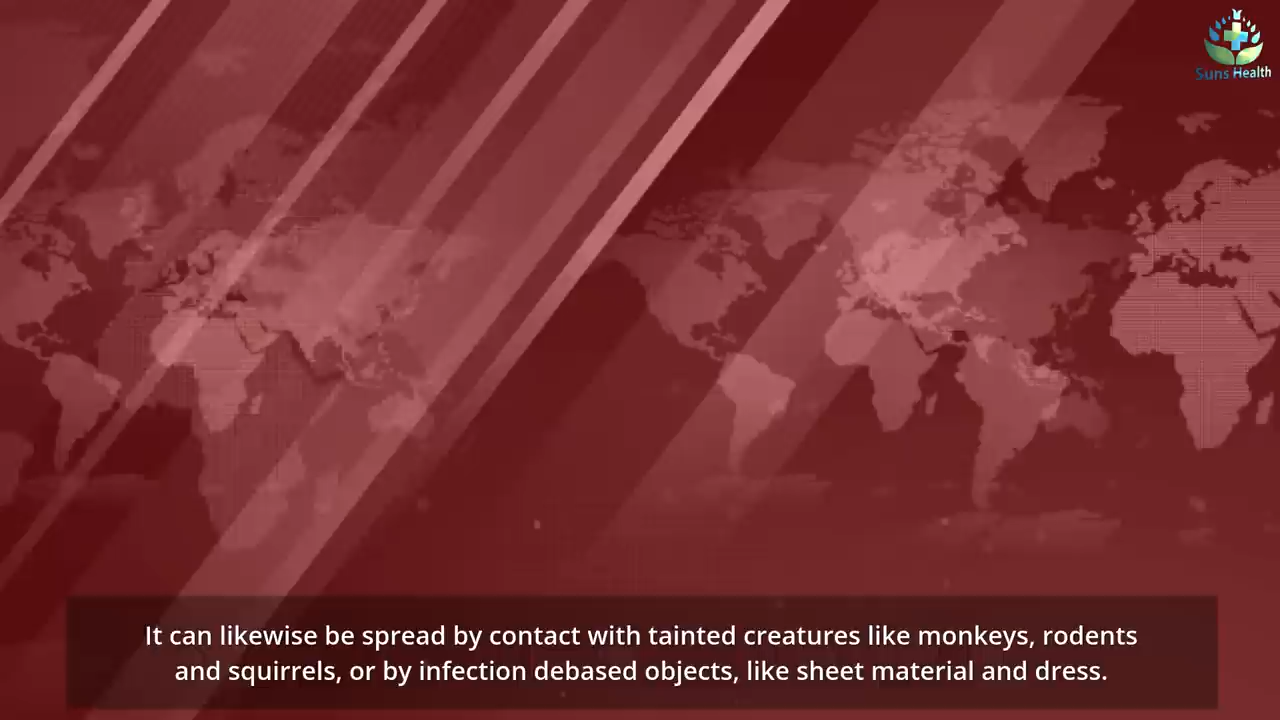 Suns Health
It can likewise be spread by contact with tainted creatures like monkeys, rodents
and squirrels, or by infection debased objects, like sheet material and dress.